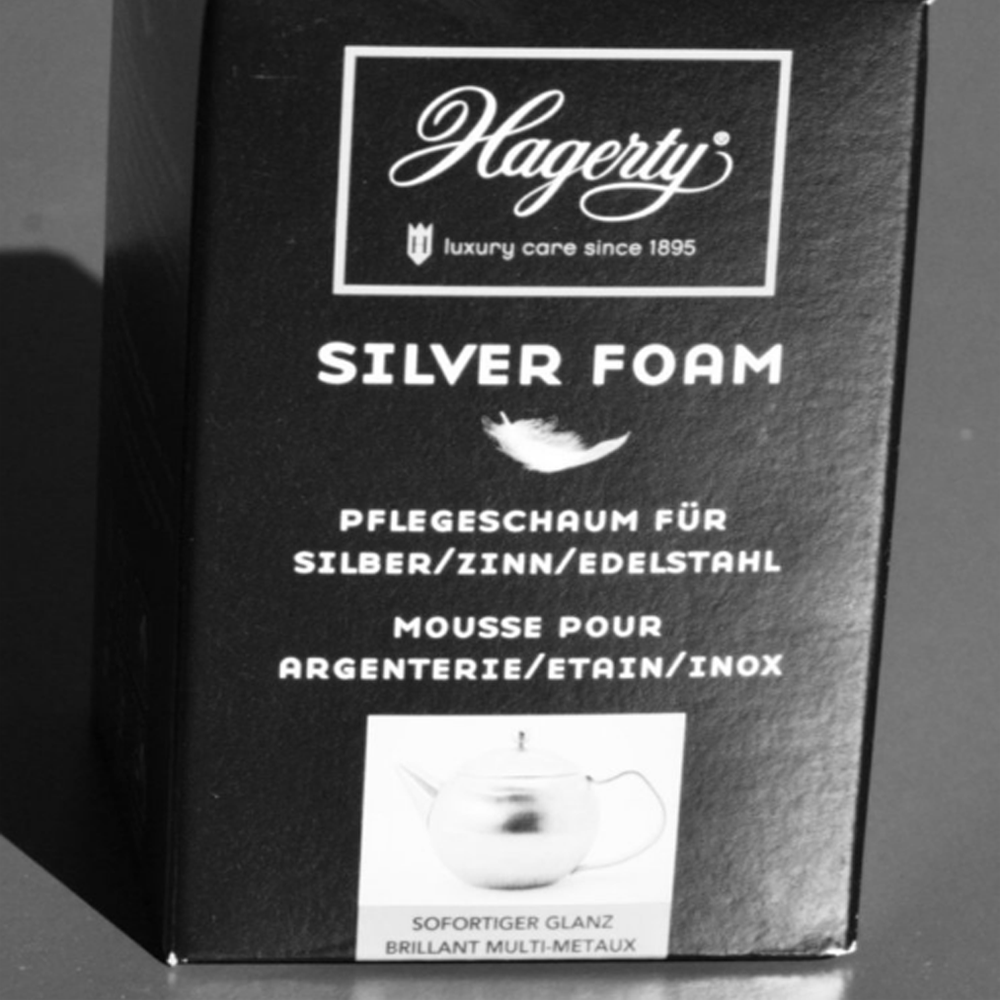 Hagerty®
H luxury care since 1895
SILVER FOAM
PFLEGESCHAUM FÜR
SILBER/ZINN/EDELSTAHL
MOUSSE POUR
ARGENTERIE/ETAIN/INOX
SOFORTIGER GLANZ
BRILLANT MULTI-METAUX